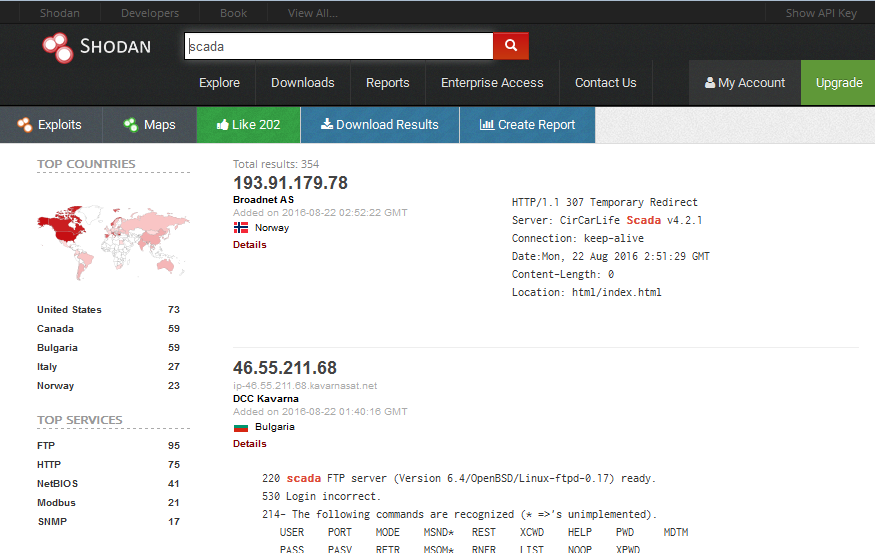 Shodan Developers Book View All... Show API Key
SHODAN scada
Explore Downloads Reports Enterprise Access Contact Us My Account Upgrade
Exploits Maps Like 202 Download Results Create Report
TOP COUNTRIES
United States 73
Canada 59
Bulgaria 59
Italy 27
Norway 23
TOP SERVICES
FTP 95
HTTP 75
NetBIOS 41
Modbus 21
SNMP 17
Total results: 354
193.91.179.78
Broadnet AS
Added on 2016-08-22 02:52:22 GMT
Norway
Details
HTTP/1.1 307 Temporary Redirect
Server: CirCarLife Scada v4.2.1
Connection: keep-alive
Date:Mon, 22 Aug 2016 2:51:29 GMT
Content-Length: 0
Location: html/index.html
46.55.211.68
ip-46.55.211.68.kavarnasat.net
DCC Kavarna
Added on 2016-08-22 01:40:16 GMT
Bulgaria
Details
220 scada FTP server (Version 6.4/OpenBSD/Linux-ftpd-0.17) ready.
530 Login incorrect.
214- The following commands are recognized (* =>'s unimplemented).
USER PORT MODE MSND* REST XCWD HELP PWD MDTM
PASS PASV RETR MSOM* RNFR LIST NOOP XPWD